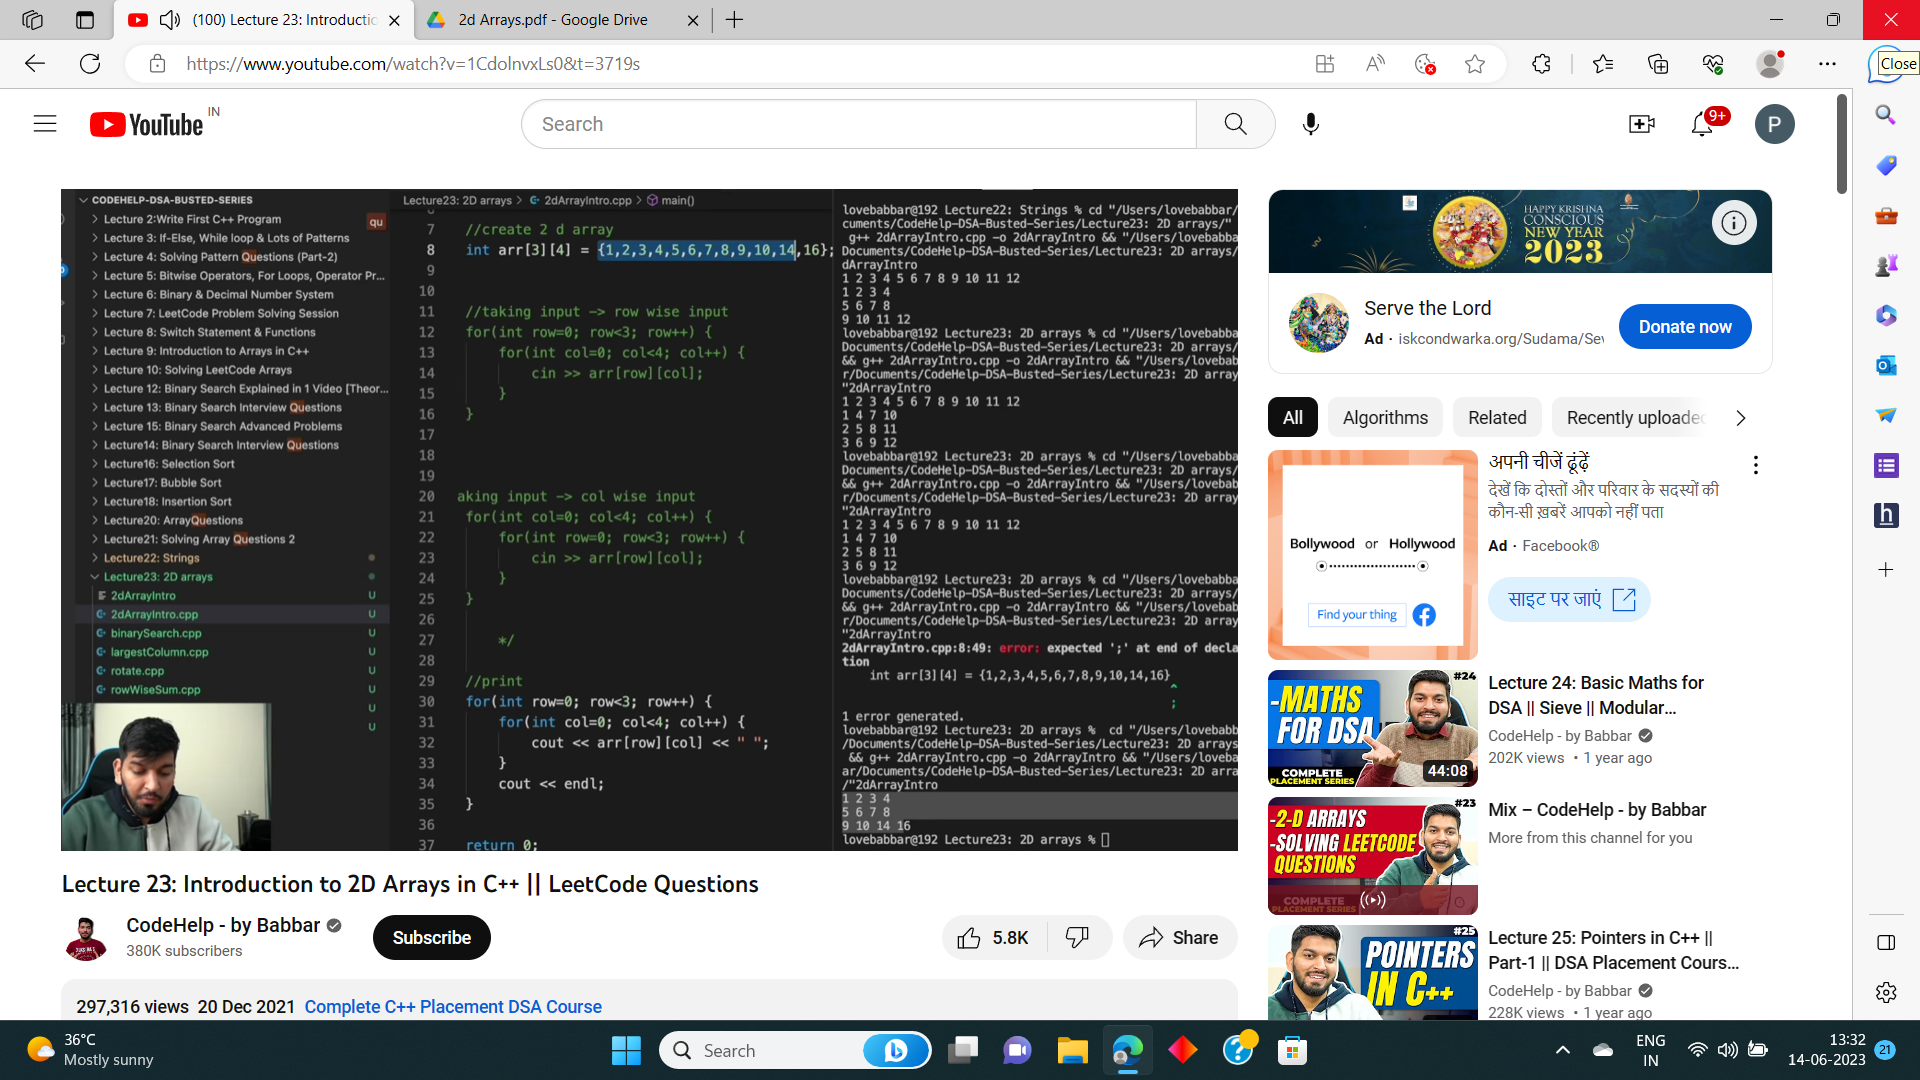 (100) Lecture 23: Introductic
2d Arrays.pdf - Google Drive
https://www.youtube.com/watch?v=1CdoInvxLs0&t=3719s
Close
YouTube IN
Search
9+
P
CODEHELP-DSA-BUSTED-SERIES
Lecture 2:Write First C++ Program
qu
Lecture 3: If-Else, While loop & Lots of Patterns
Lecture 4: Solving Pattern Questions (Part-2)
Lecture 5: Bitwise Operators, For Loops, Operator Pr...
Lecture 6: Binary & Decimal Number System
Lecture 7: LeetCode Problem Solving Session
Lecture 8: Switch Statement & Functions
Lecture 9: Introduction to Arrays in C++
Lecture 10: Solving LeetCode Arrays
Lecture 12: Binary Search Explained in 1 Video [Theor...
Lecture 13: Binary Search Interview Questions
Lecture 15: Binary Search Advanced Problems
Lecture14: Binary Search Interview Questions
Lecture16: Selection Sort
Lecture17: Bubble Sort
Lecture18: Insertion Sort
Lecture20: ArrayQuestions
Lecture21: Solving Array Questions 2
Lecture22: Strings
Lecture23: 2D arrays
2dArrayIntro U
2dArrayIntro.cpp U
binarySearch.cpp U
largestColumn.cpp U
rotate.cpp U
rowWiseSum.cpp U
U
U
Lecture23: 2D arrays > 2dArrayIntro.cpp > main()
7 //create 2 d array
8 int arr[3][4] = {1,2,3,4,5,6,7,8,9,10,14,16};
9
10
11 //taking input -> row wise input
12 for(int row=0; row<3; row++) {
13 for(int col=0; col<4; col++) {
14 cin >> arr[row][col];
15 }
16 }
17
18
19
20 aking input -> col wise input
21 for(int col=0; col<4; col++) {
22 for(int row=0; row<3; row++) {
23 cin >> arr[row][col];
24 }
25 }
26
27 */
28
29 //print
30 for(int row=0; row<3; row++) {
31 for(int col=0; col<4; col++) {
32 cout << arr[row][col] << " ";
33 }
34 cout << endl;
35 }
36
37 return 0;
lovebabbar@192 Lecture22: Strings % cd "/Users/lovebabbar/
cuments/CodeHelp-DSA-Busted-Series/Lecture23: 2D arrays/"
g++ 2dArrayIntro.cpp -o 2dArrayIntro && "/Users/lovebabbar
Documents/CodeHelp-DSA-Busted-Series/Lecture23: 2D arrays/
dArrayIntro
1 2 3 4 5 6 7 8 9 10 11 12
1 2 3 4
5 6 7 8
9 10 11 12
lovebabbar@192 Lecture23: 2D arrays % cd "/Users/lovebabba
Documents/CodeHelp-DSA-Busted-Series/Lecture23: 2D arrays/
&& g++ 2dArrayIntro.cpp -o 2dArrayIntro && "/Users/lovebab
r/Documents/CodeHelp-DSA-Busted-Series/Lecture23: 2D array
"2dArrayIntro
1 2 3 4 5 6 7 8 9 10 11 12
1 4 7 10
2 5 8 11
3 6 9 12
lovebabbar@192 Lecture23: 2D arrays % cd "/Users/lovebabba
Documents/CodeHelp-DSA-Busted-Series/Lecture23: 2D arrays/
&& g++ 2dArrayIntro.cpp -o 2dArrayIntro && "/Users/lovebab
r/Documents/CodeHelp-DSA-Busted-Series/Lecture23: 2D array
"2dArrayIntro
1 2 3 4 5 6 7 8 9 10 11 12
1 4 7 10
2 5 8 11
3 6 9 12
lovebabbar@192 Lecture23: 2D arrays % cd "/Users/lovebabba
Documents/CodeHelp-DSA-Busted-Series/Lecture23: 2D arrays/
&& g++ 2dArrayIntro.cpp -o 2dArrayIntro && "/Users/lovebab
r/Documents/CodeHelp-DSA-Busted-Series/Lecture23: 2D array
"2dArrayIntro
2dArrayIntro.cpp:8:49: error: expected ';' at end of decla
tion
int arr[3][4] = {1,2,3,4,5,6,7,8,9,10,14,16}
^
;
1 error generated.
lovebabbar@192 Lecture23: 2D arrays % cd "/Users/lovebabba
/Documents/CodeHelp-DSA-Busted-Series/Lecture23: 2D arrays
&& g++ 2dArrayIntro.cpp -o 2dArrayIntro && "/Users/loveba
ar/Documents/CodeHelp-DSA-Busted-Series/Lecture23: 2D arra
/"2dArrayIntro
1 2 3 4
5 6 7 8
9 10 14 16
lovebabbar@192 Lecture23: 2D arrays %
Lecture 23: Introduction to 2D Arrays in C++ || LeetCode Questions
CodeHelp - by Babbar
380K subscribers
Subscribe
5.8K
Share
297,316 views 20 Dec 2021 Complete C++ Placement DSA Course
HAPPY KRISHNA
CONSCIOUS
NEW YEAR
2023
Serve the Lord
Ad · iskcondwarka.org/Sudama/Sev
Donate now
All
Algorithms
Related
Recently uploaded
Bollywood or Hollywood
Find your thing
अपनी चीजें ढूंढ़ें
देखें कि दोस्तों और परिवार के सदस्यों की
कौन-सी ख़बरें आपको नहीं पता
Ad · Facebook®
साइट पर जाएं
#24
-MATHS
FOR DSA
COMPLETE
PLACEMENT SERIES
44:08
Lecture 24: Basic Maths for
DSA || Sieve || Modular...
CodeHelp - by Babbar
202K views • 1 year ago
#23
-2-D ARRAYS
-SOLVING LEETCODE
QUESTIONS
COMPLETE
PLACEMENT SERIES
Mix – CodeHelp - by Babbar
More from this channel for you
#25
POINTERS
IN C++
Lecture 25: Pointers in C++ ||
Part-1 || DSA Placement Cours...
CodeHelp - by Babbar
228K views • 1 year ago
36°C
Mostly sunny
Search
ENG
IN
13:32
14-06-2023
21